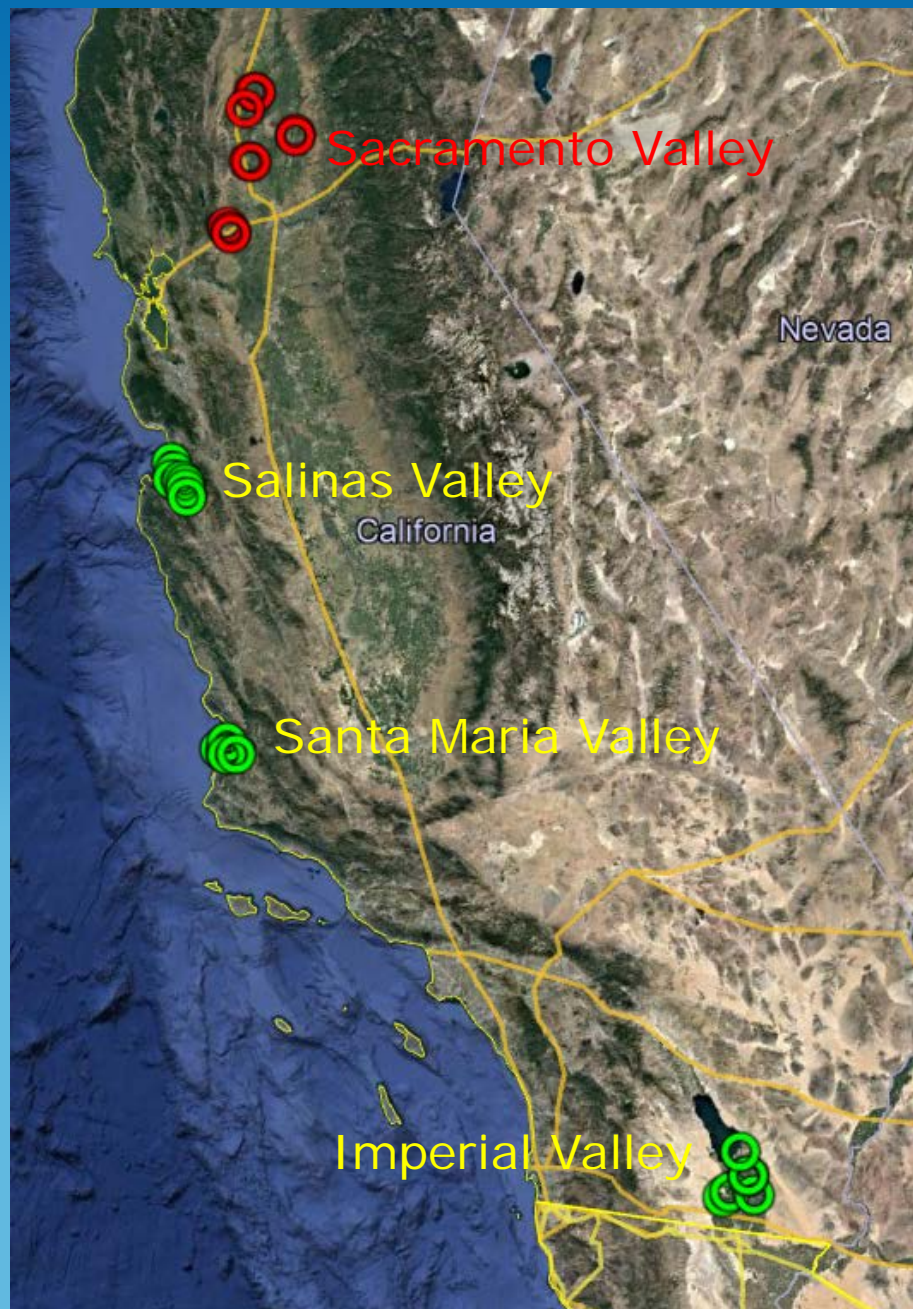 Sacramento Valley
Nevada
Salinas Valley
California
Santa Maria Valley
Imperial Valley